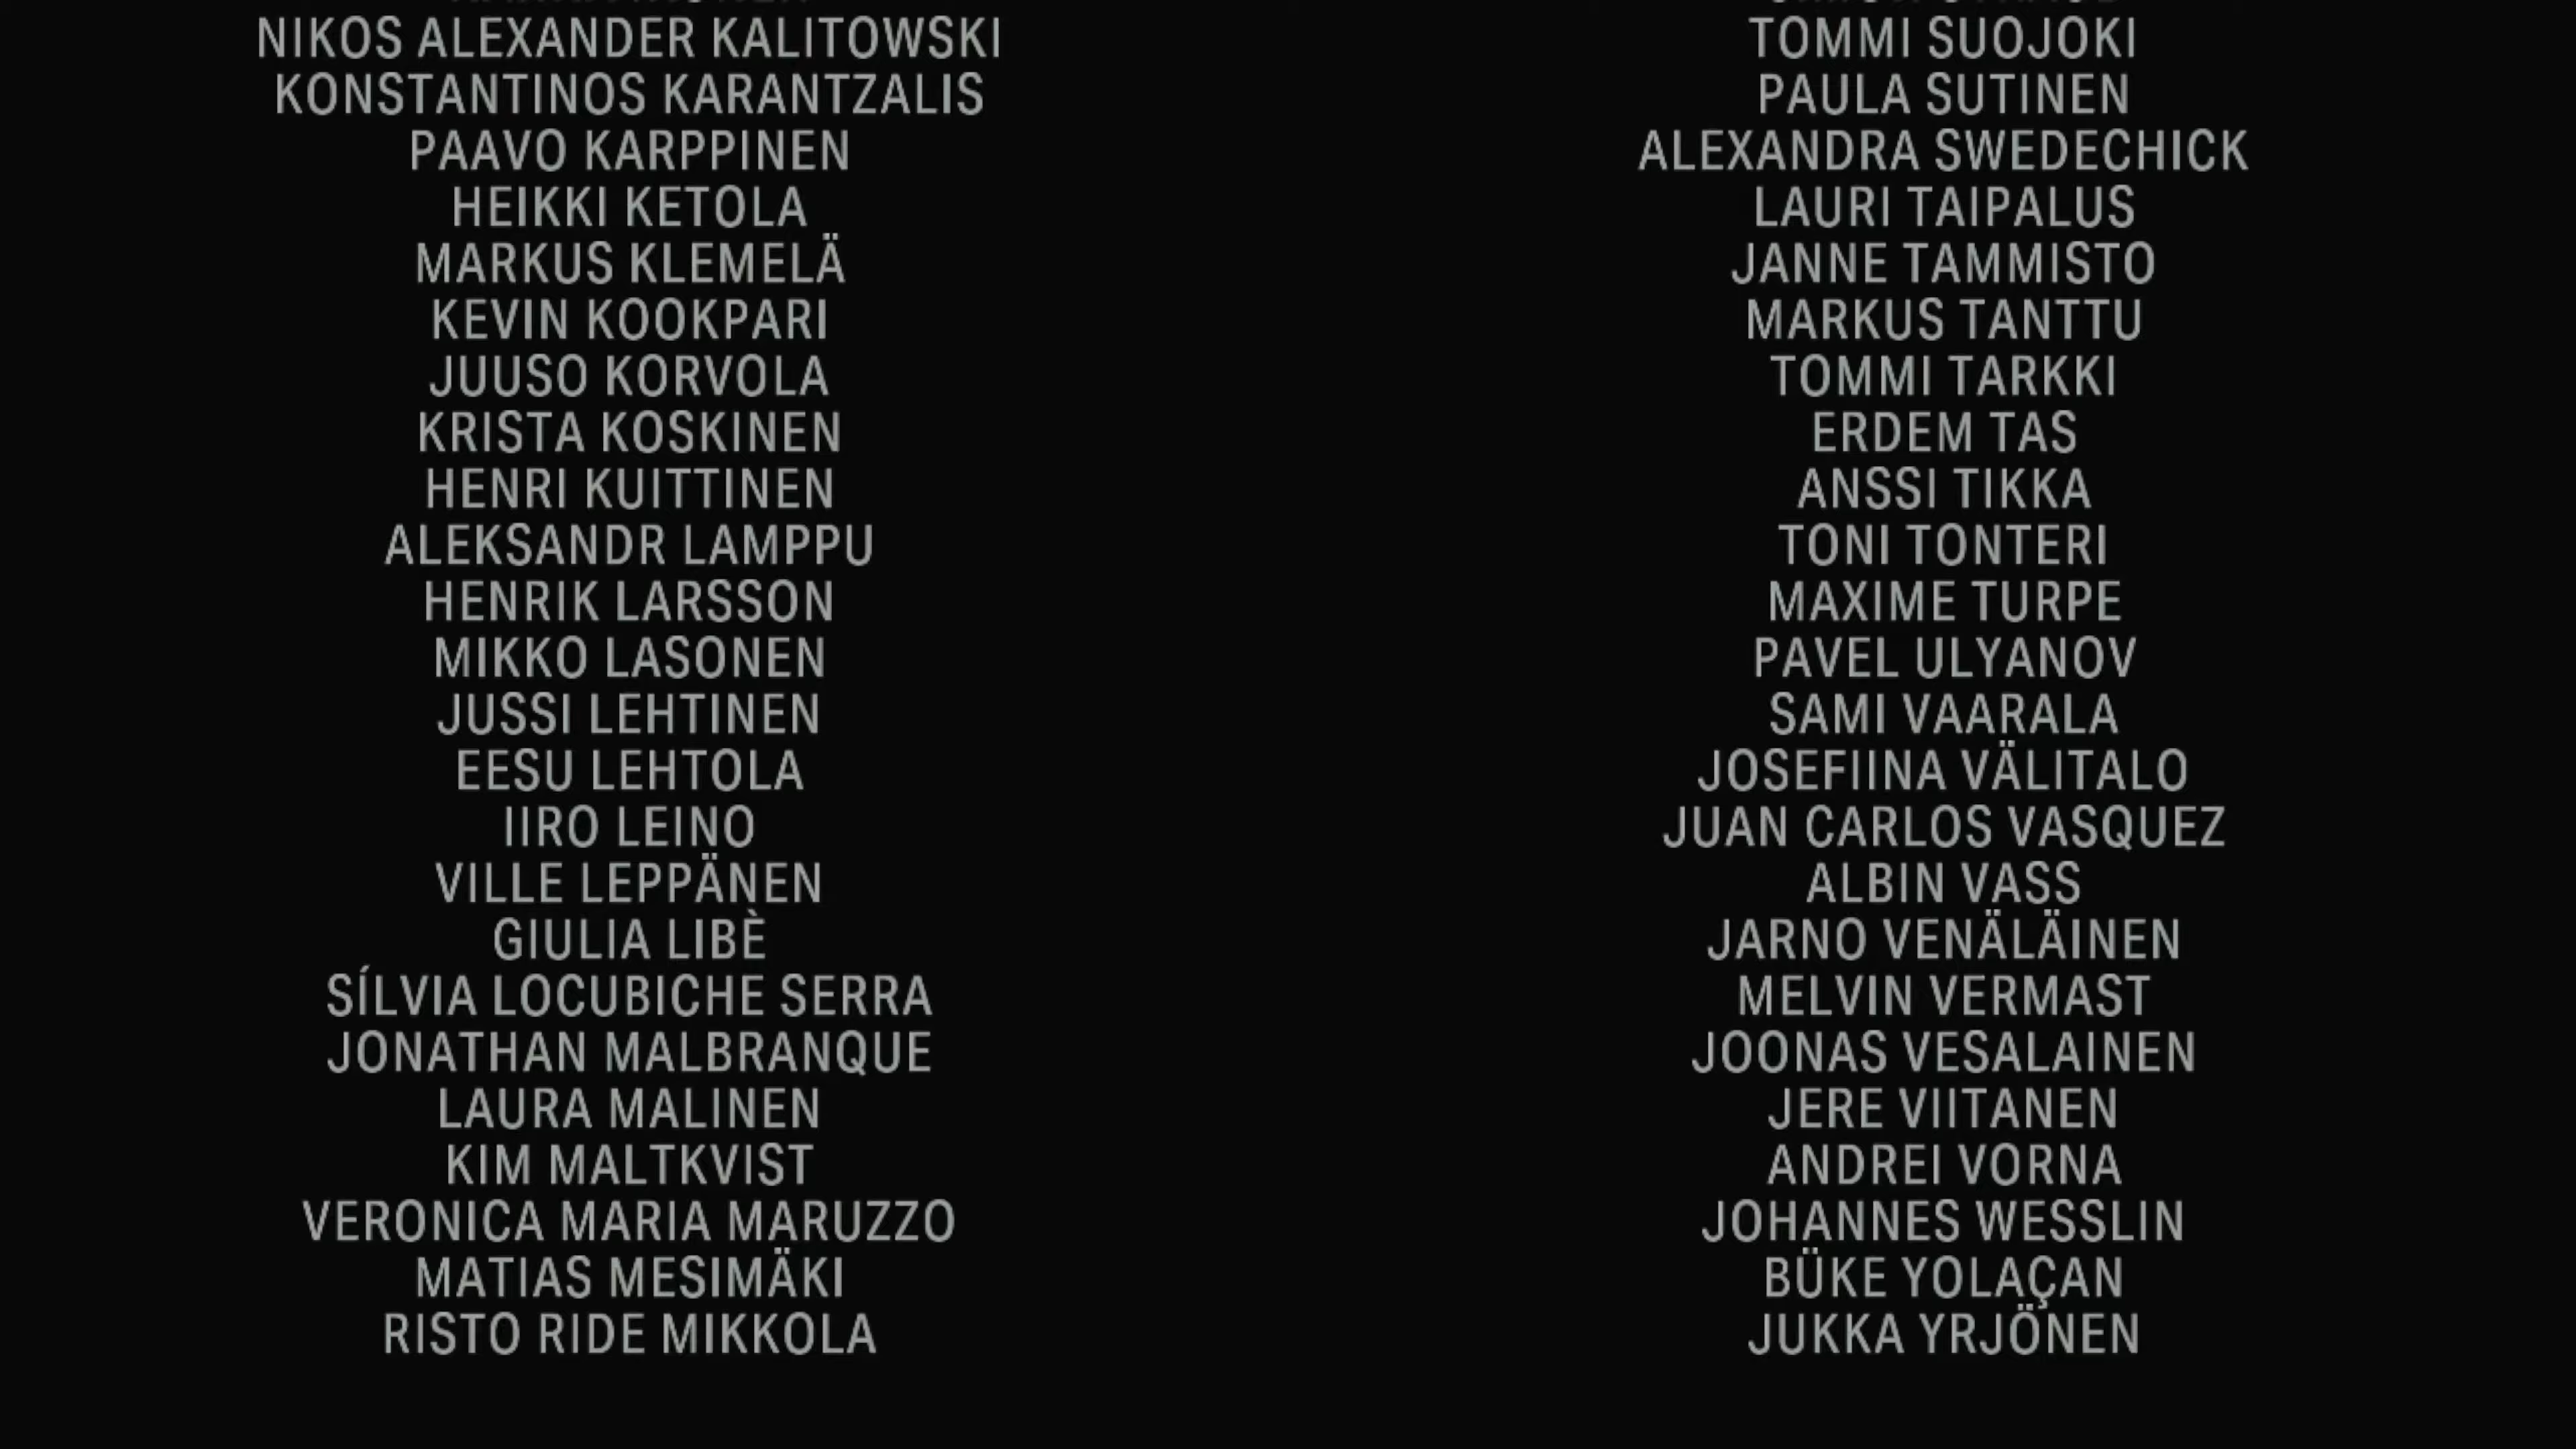 NIKOS ALEXANDER KALITOWSKI
KONSTANTINOS KARANTZALIS
PAAVO KARPPINEN
HEIKKI KETOLA
MARKUS KLEMELÄ
KEVIN KOOKPARI
JUUSO KORVOLA
KRISTA KOSKINEN
HENRI KUITTINEN
ALEKSANDR LAMPPU
HENRIK LARSSON
MIKKO LASONEN
JUSSI LEHTINEN
EESU LEHTOLA
IIRO LEINO
VILLE LEPPÄNEN
GIULIA LIBÈ
SÍLVIA LOCUBICHE SERRA
JONATHAN MALBRANQUE
LAURA MALINEN
KIM MALTKVIST
VERONICA MARIA MARUZZO
MATIAS MESIMÄKI
RISTO RIDE MIKKOLA
TOMMI SUOJOKI
PAULA SUTINEN
ALEXANDRA SWEDECHICK
LAURI TAIPALUS
JANNE TAMMISTO
MARKUS TANTTU
TOMMI TARKKI
ERDEM TAS
ANSSI TIKKA
TONI TONTERI
MAXIME TURPE
PAVEL ULYANOV
SAMI VAARALA
JOSEFIINA VÄLITALO
JUAN CARLOS VASQUEZ
ALBIN VASS
JARNO VENÄLÄINEN
MELVIN VERMAST
JOONAS VESALAINEN
JERE VIITANEN
ANDREI VORNA
JOHANNES WESSLIN
BÜKE YOLAÇAN
JUKKA YRJÖNEN